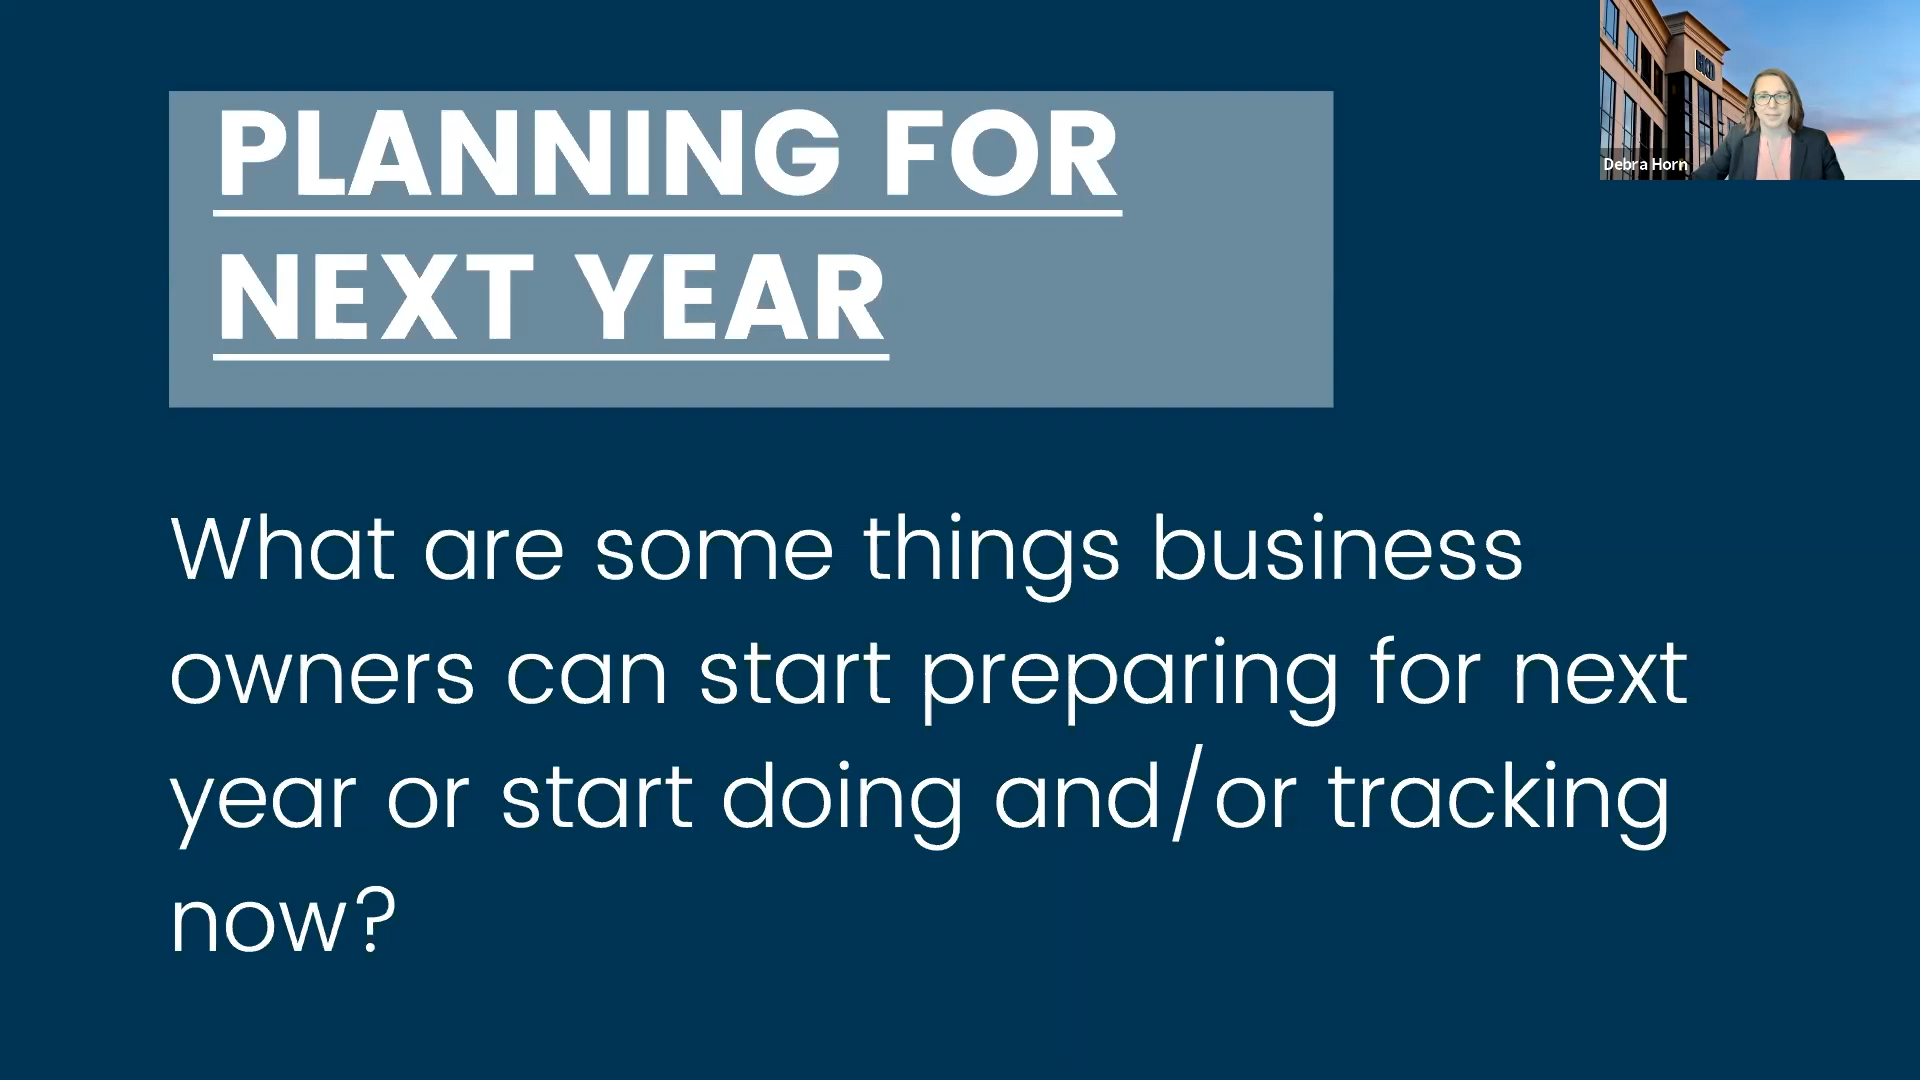 PLANNING FOR
NEXT YEAR
What are some things business
owners can start preparing for next
year or start doing and/or tracking
now?
BKD
Debra Horn